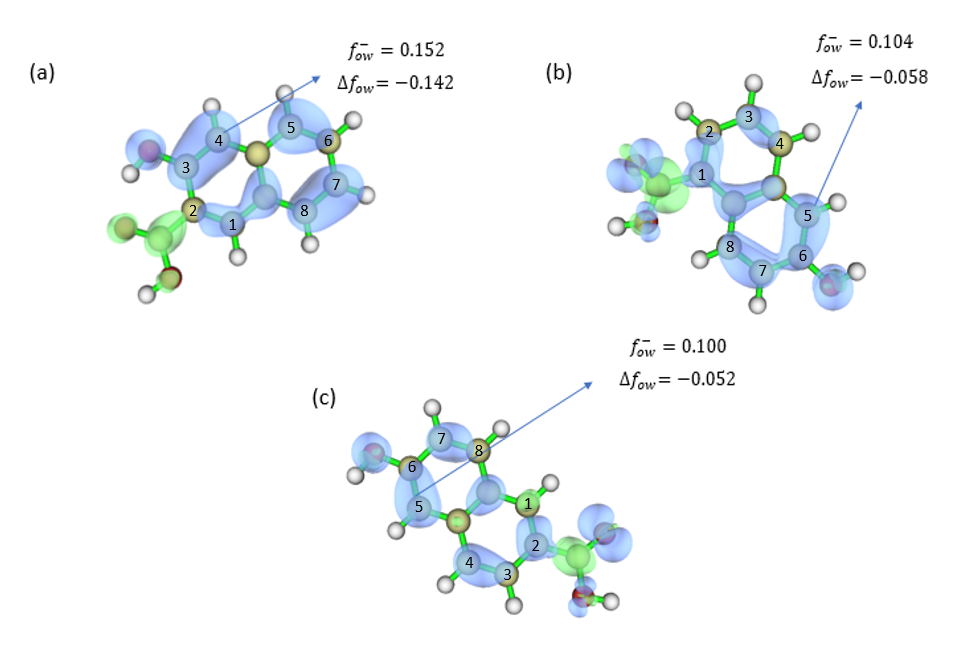 (a)
f⁻ow = 0.152
Δfow= −0.142
4
5
3
6
7
2
1
8
(b)
f⁻ow = 0.104
Δfow= −0.058
3
2
4
1
5
8
6
7
(c)
f⁻ow = 0.100
Δfow= −0.052
7
8
6
5
1
2
4
3